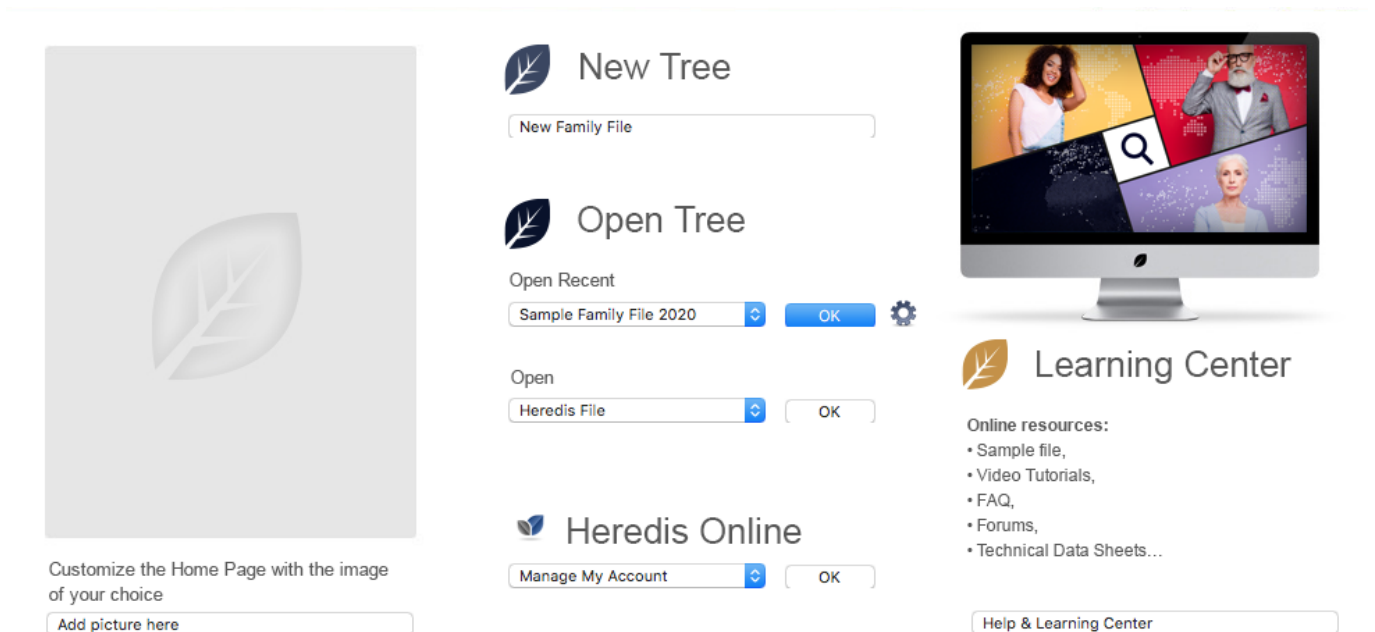 Customize the Home Page with the image
of your choice
Add picture here
New Tree
New Family File
Open Tree
Open Recent
Sample Family File 2020
OK
Open
Heredis File
OK
Heredis Online
Manage My Account
OK
Learning Center
Online resources:
• Sample file,
• Video Tutorials,
• FAQ,
• Forums,
• Technical Data Sheets...
Help & Learning Center